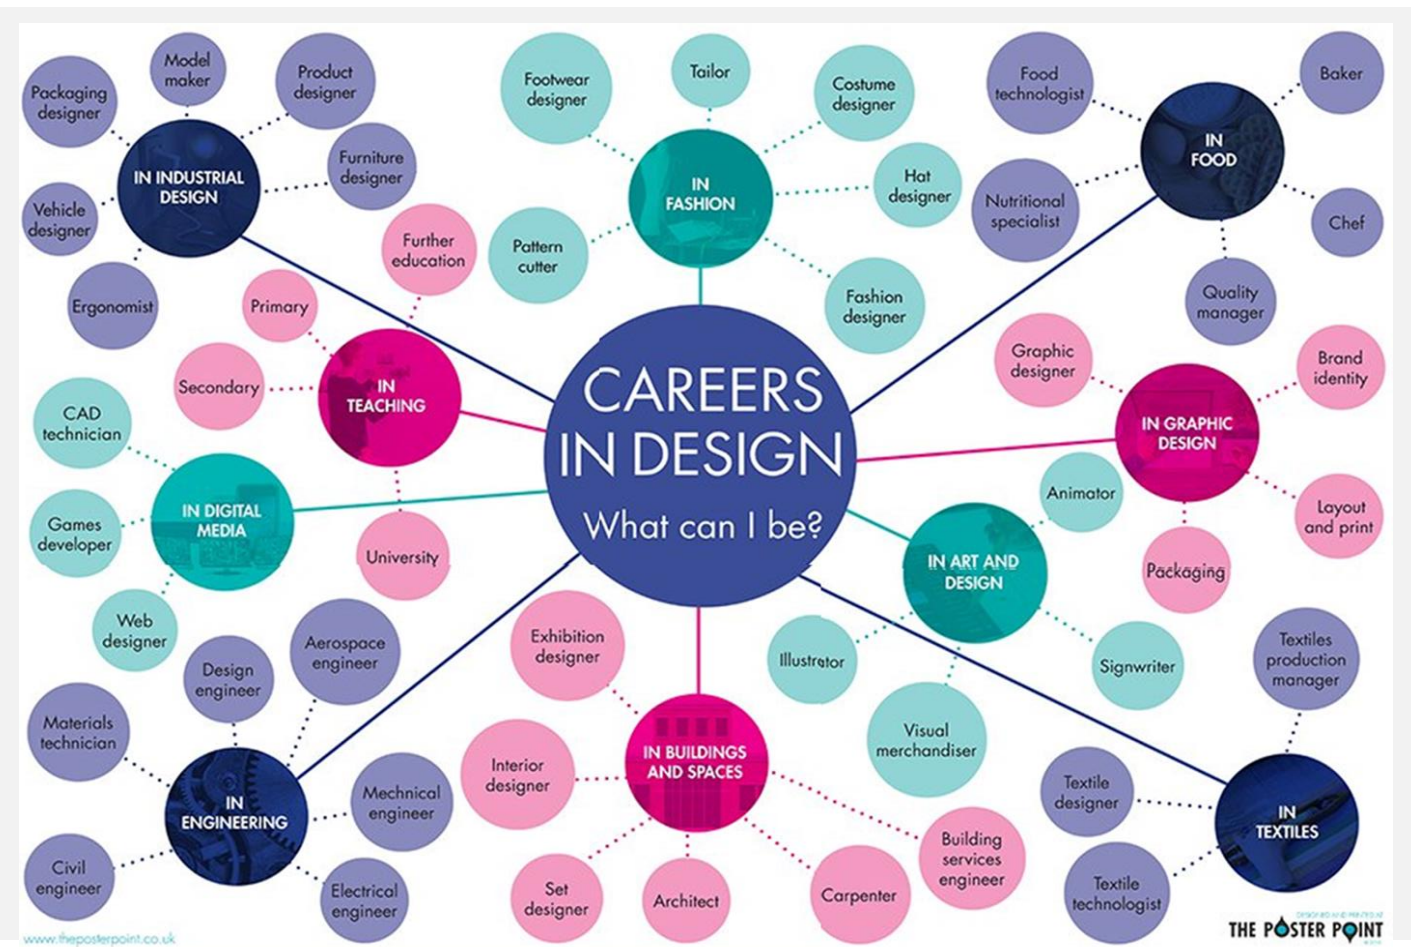 CAREERS
IN DESIGN
What can I be?
IN INDUSTRIAL
DESIGN
Packaging
designer
Model
maker
Product
designer
Furniture
designer
Vehicle
designer
Ergonomist
IN
FASHION
Footwear
designer
Tailor
Costume
designer
Hat
designer
Fashion
designer
Pattern
cutter
IN
FOOD
Food
technologist
Baker
Nutritional
specialist
Chef
Quality
manager
IN
TEACHING
Further
education
Primary
Secondary
University
IN GRAPHIC
DESIGN
Graphic
designer
Brand
identity
Layout
and print
Packaging
IN DIGITAL
MEDIA
CAD
technician
Games
developer
Web
designer
IN ART AND
DESIGN
Animator
Illustrator
Signwriter
Visual
merchandiser
IN
ENGINEERING
Design
engineer
Aerospace
engineer
Materials
technician
Mechnical
engineer
Civil
engineer
Electrical
engineer
IN BUILDINGS
AND SPACES
Exhibition
designer
Interior
designer
Set
designer
Architect
Carpenter
Building
services
engineer
IN
TEXTILES
Textiles
production
manager
Textile
designer
Textile
technologist
www.theposterpoint.co.uk
DESIGNED AND PRINTED AT
THE POSTER POINT